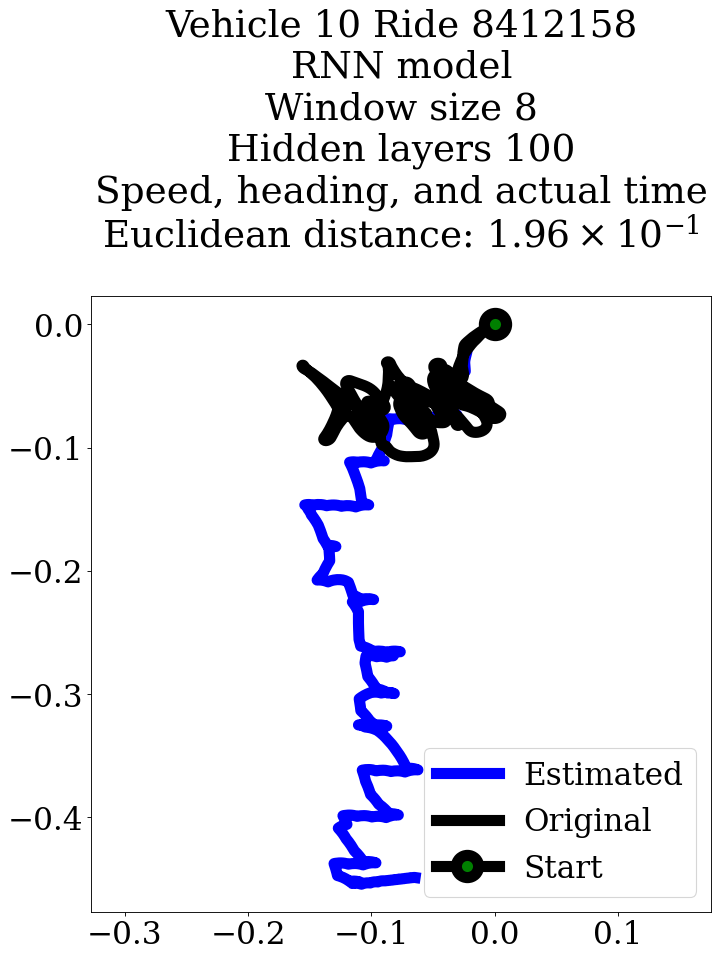 Vehicle 10 Ride 8412158
RNN model
Window size 8
Hidden layers 100
Speed, heading, and actual time
Euclidean distance: 1.96 × 10⁻¹
0.0
−0.1
−0.2
−0.3
−0.4
−0.3
−0.2
−0.1
0.0
0.1
Estimated
Original
Start